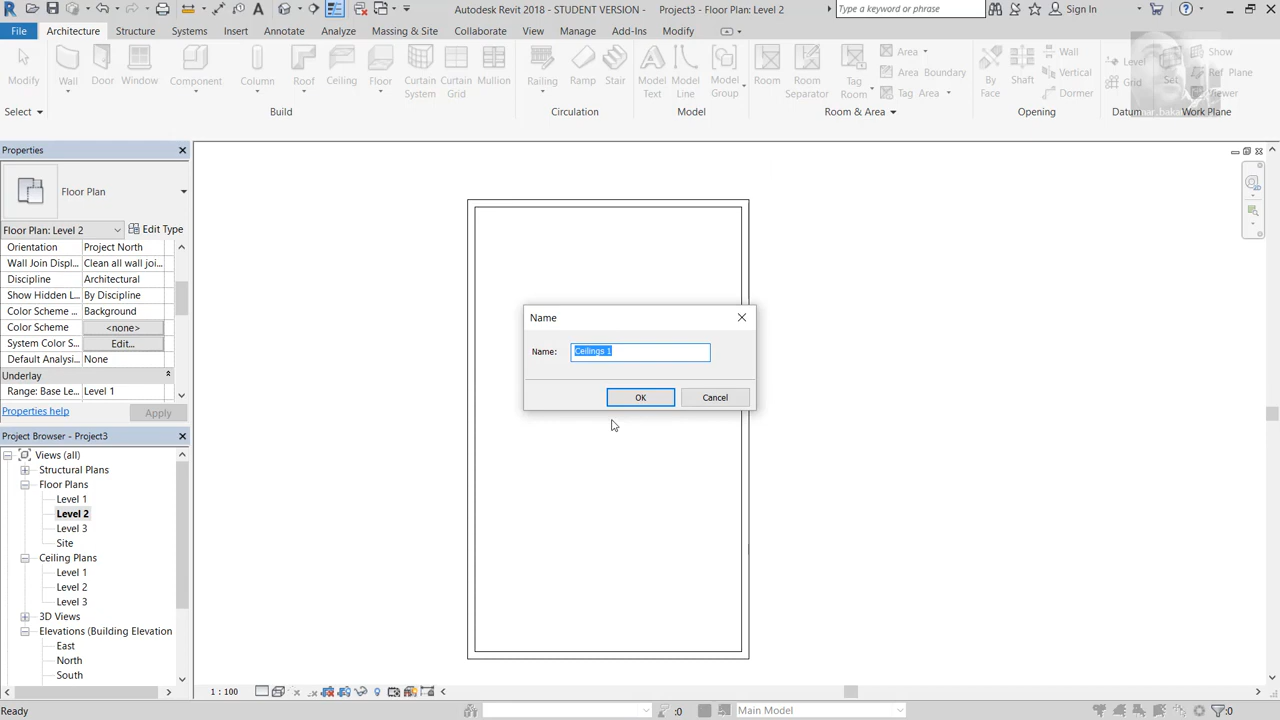 Autodesk Revit 2018 - STUDENT VERSION - Project3 - Floor Plan: Level 2
Type a keyword or phrase
Sign In
File Architecture Structure Systems Insert Annotate Analyze Massing & Site Collaborate View Manage Add-Ins Modify
Modify Wall Door Window Component Column Roof Ceiling Floor Curtain System Curtain Grid Mullion Railing Ramp Stair Model Text Model Line Model Group Room Room Separator Tag Room
Area
Area Boundary
Tag Area
By Face Shaft
Wall
Vertical
Dormer
Level
Grid
Set
Show
Ref Plane
Viewer
Select Build Circulation Model Room & Area Opening Datum Work Plane
Properties
Floor Plan
Floor Plan: Level 2 Edit Type
Orientation Project North
Wall Join Displ... Clean all wall joi...
Discipline Architectural
Show Hidden L... By Discipline
Color Scheme ... Background
Color Scheme <none>
System Color S... Edit...
Default Analysi... None
Underlay
Range: Base Le... Level 1
Properties help Apply
Project Browser - Project3
Views (all)
Structural Plans
Floor Plans
Level 1
Level 2
Level 3
Site
Ceiling Plans
Level 1
Level 2
Level 3
3D Views
Elevations (Building Elevation
East
North
South
Name
Name: Ceilings 1
OK Cancel
1 : 100
Ready
:0
Main Model
:0